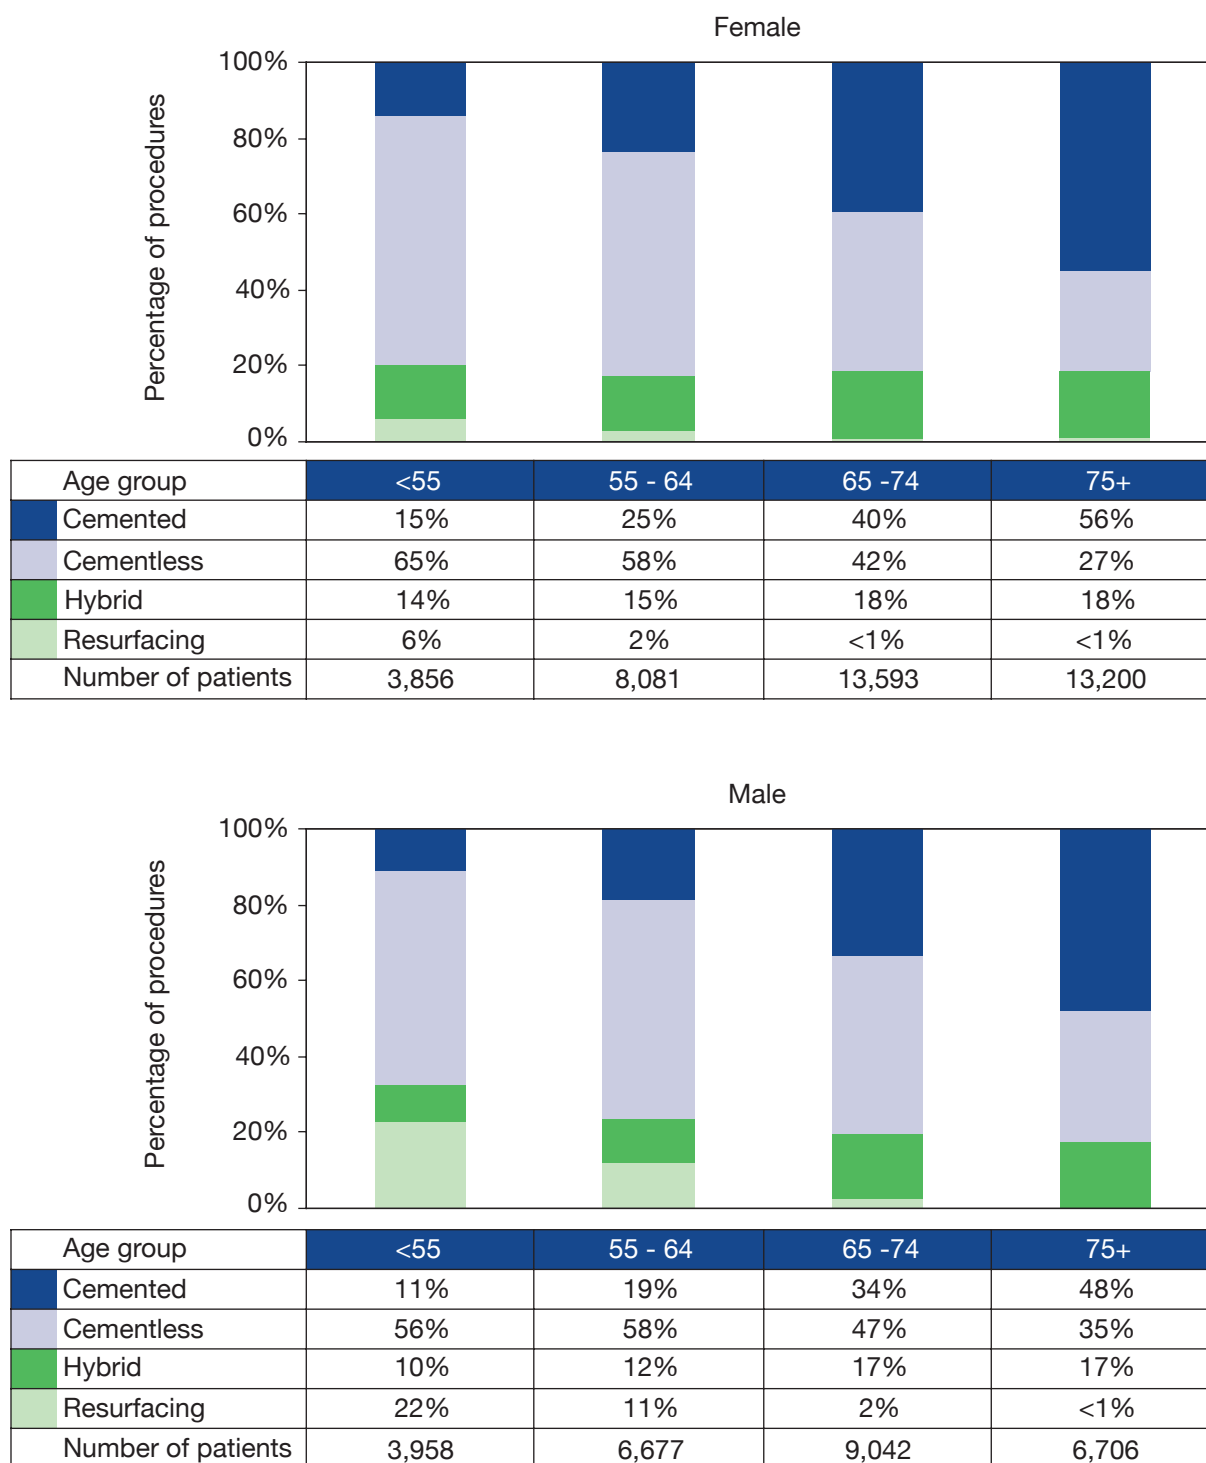 Female
Percentage of procedures
100%
80%
60%
40%
20%
0%
Age group <55 55 - 64 65 -74 75+
Cemented 15% 25% 40% 56%
Cementless 65% 58% 42% 27%
Hybrid 14% 15% 18% 18%
Resurfacing 6% 2% <1% <1%
Number of patients 3,856 8,081 13,593 13,200
Male
Percentage of procedures
100%
80%
60%
40%
20%
0%
Age group <55 55 - 64 65 -74 75+
Cemented 11% 19% 34% 48%
Cementless 56% 58% 47% 35%
Hybrid 10% 12% 17% 17%
Resurfacing 22% 11% 2% <1%
Number of patients 3,958 6,677 9,042 6,706